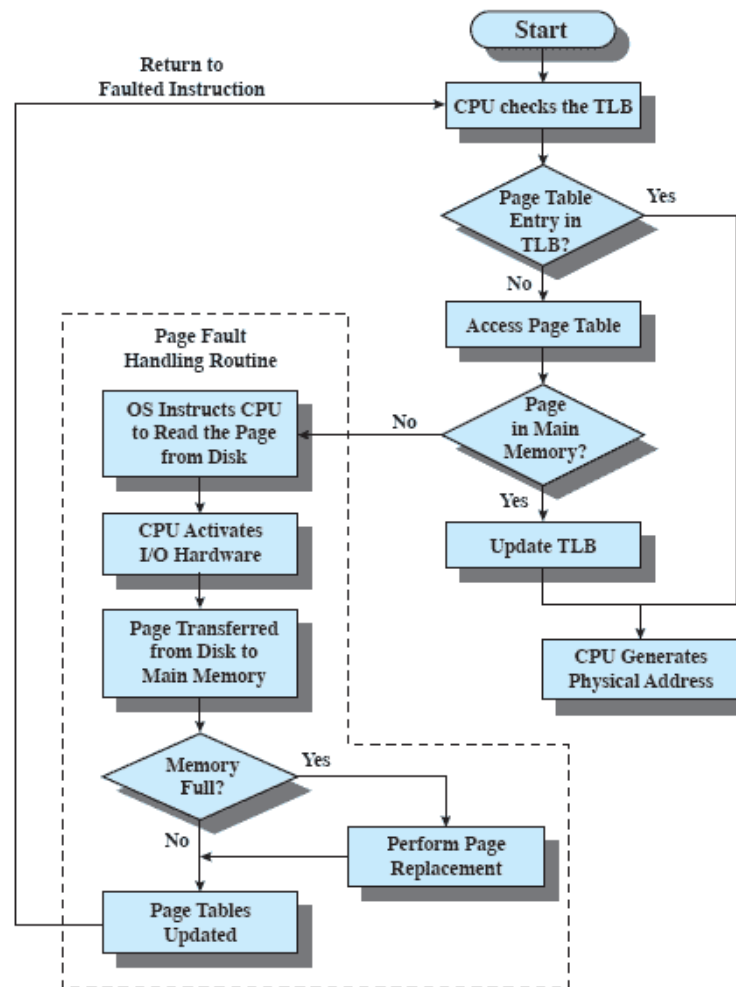 Start
Return to
Faulted Instruction
CPU checks the TLB
Page Table
Entry in
TLB?
Yes
No
Access Page Table
Page Fault
Handling Routine
OS Instructs CPU
to Read the Page
from Disk
No
Page
in Main
Memory?
Yes
CPU Activates
I/O Hardware
Update TLB
Page Transferred
from Disk to
Main Memory
CPU Generates
Physical Address
Memory
Full?
Yes
No
Perform Page
Replacement
Page Tables
Updated